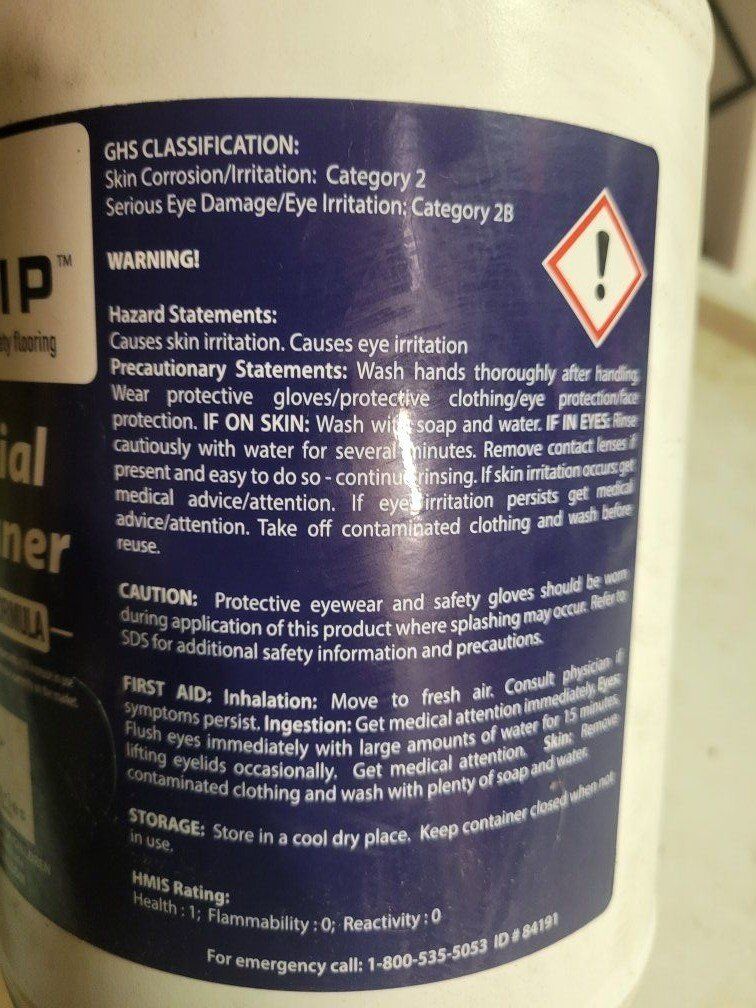 GHS CLASSIFICATION:
Skin Corrosion/Irritation: Category 2
Serious Eye Damage/Eye Irritation: Category 2B
WARNING!
IP™
ty flooring
Hazard Statements:
Causes skin irritation. Causes eye irritation
Precautionary Statements: Wash hands thoroughly after handling.
Wear protective gloves/protective clothing/eye protection/face
protection. IF ON SKIN: Wash with soap and water. IF IN EYES: Rinse
cautiously with water for several minutes. Remove contact lenses if
present and easy to do so - continue rinsing. If skin irritation occurs get
medical advice/attention. If eye irritation persists get medical
advice/attention. Take off contaminated clothing and wash before
reuse.
ial
ner
RMULA
CAUTION: Protective eyewear and safety gloves should be worn
during application of this product where splashing may occur. Refer to
SDS for additional safety information and precautions.
FIRST AID: Inhalation: Move to fresh air. Consult physician if
symptoms persist. Ingestion: Get medical attention immediately. Eyes:
Flush eyes immediately with large amounts of water for 15 minutes,
lifting eyelids occasionally. Get medical attention. Skin: Remove
contaminated clothing and wash with plenty of soap and water.
STORAGE: Store in a cool dry place. Keep container closed when not
in use.
HMIS Rating:
Health : 1; Flammability : 0; Reactivity : 0
For emergency call: 1-800-535-5053 ID # 84191